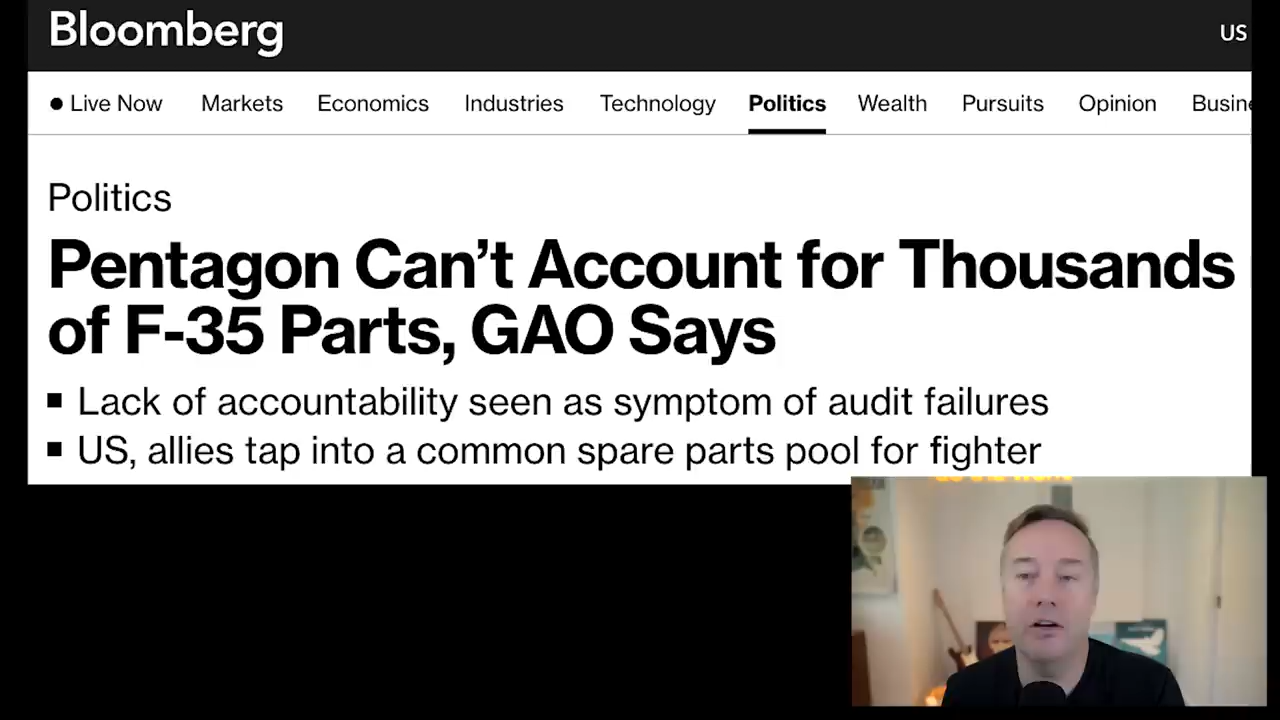 Bloomberg
US
Live Now Markets Economics Industries Technology Politics Wealth Pursuits Opinion
Politics
Pentagon Can’t Account for Thousands
of F-35 Parts, GAO Says
Lack of accountability seen as symptom of audit failures
US, allies tap into a common spare parts pool for fighter